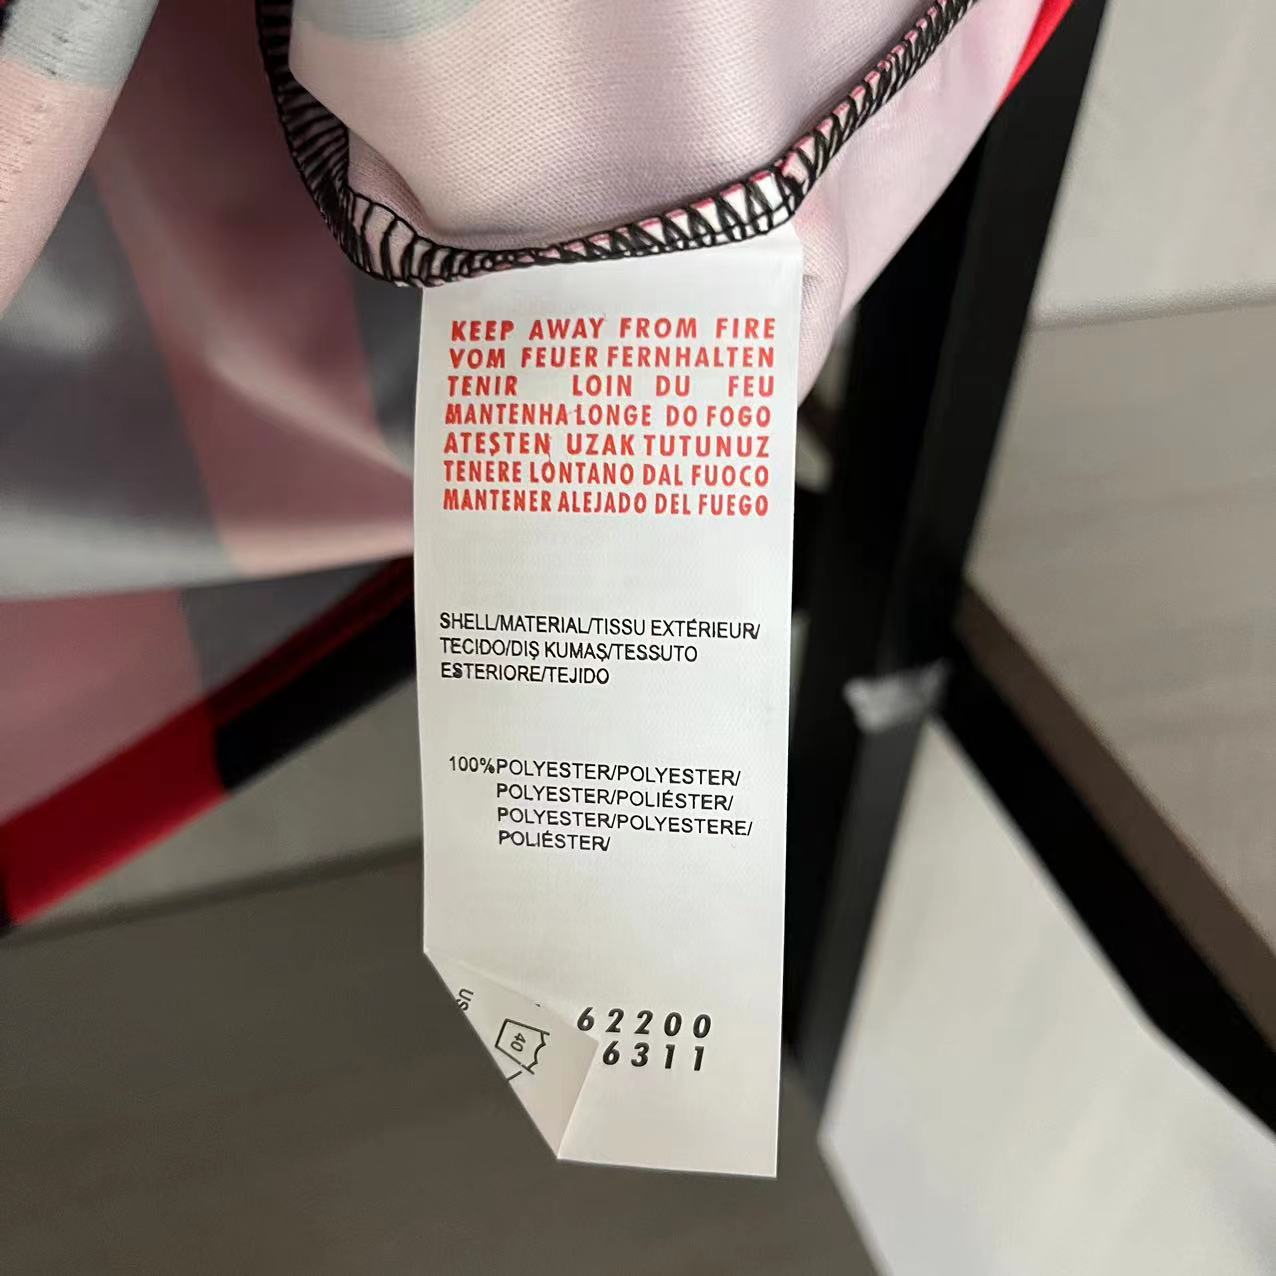 KEEP AWAY FROM FIRE
VOM FEUER FERNHALTEN
TENIR LOIN DU FEU
MANTENHA LONGE DO FOGO
ATEŞTEN UZAK TUTUNUZ
TENERE LONTANO DAL FUOCO
MANTENER ALEJADO DEL FUEGO
SHELL/MATERIAL/TISSU EXTÉRIEUR/
TECIDO/DIŞ KUMAŞ/TESSUTO
ESTERIORE/TEJIDO
100%POLYESTER/POLYESTER/
POLYESTER/POLIÉSTER/
POLYESTER/POLYESTERE/
POLIÉSTER/
62200
6311
US
40